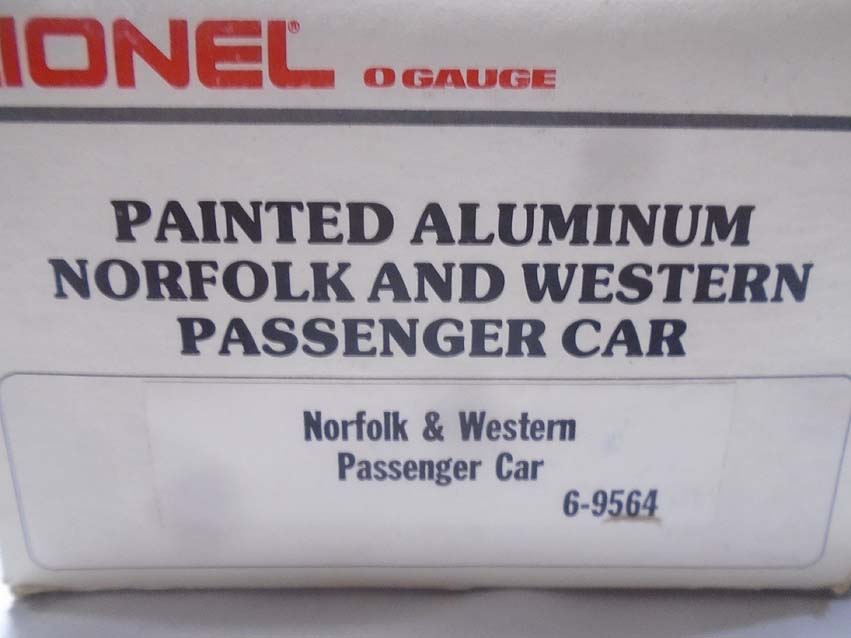 IONEL® O GAUGE
PAINTED ALUMINUM
NORFOLK AND WESTERN
PASSENGER CAR
Norfolk & Western
Passenger Car
6-9564